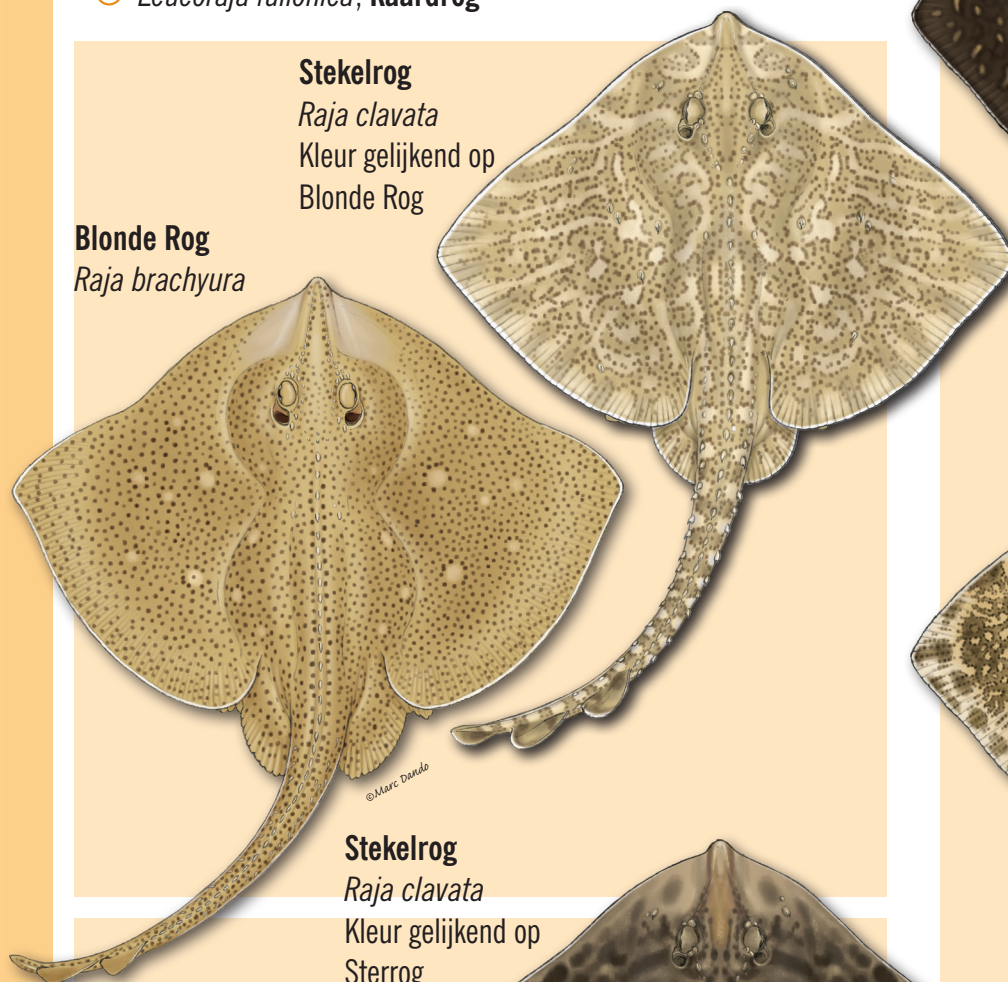 Leucoraja fullonica, Kaardrog
Stekelrog
Raja clavata
Kleur gelijkend op
Blonde Rog
Blonde Rog
Raja brachyura
©Marc Dando
Stekelrog
Raja clavata
Kleur gelijkend op
Sterrog